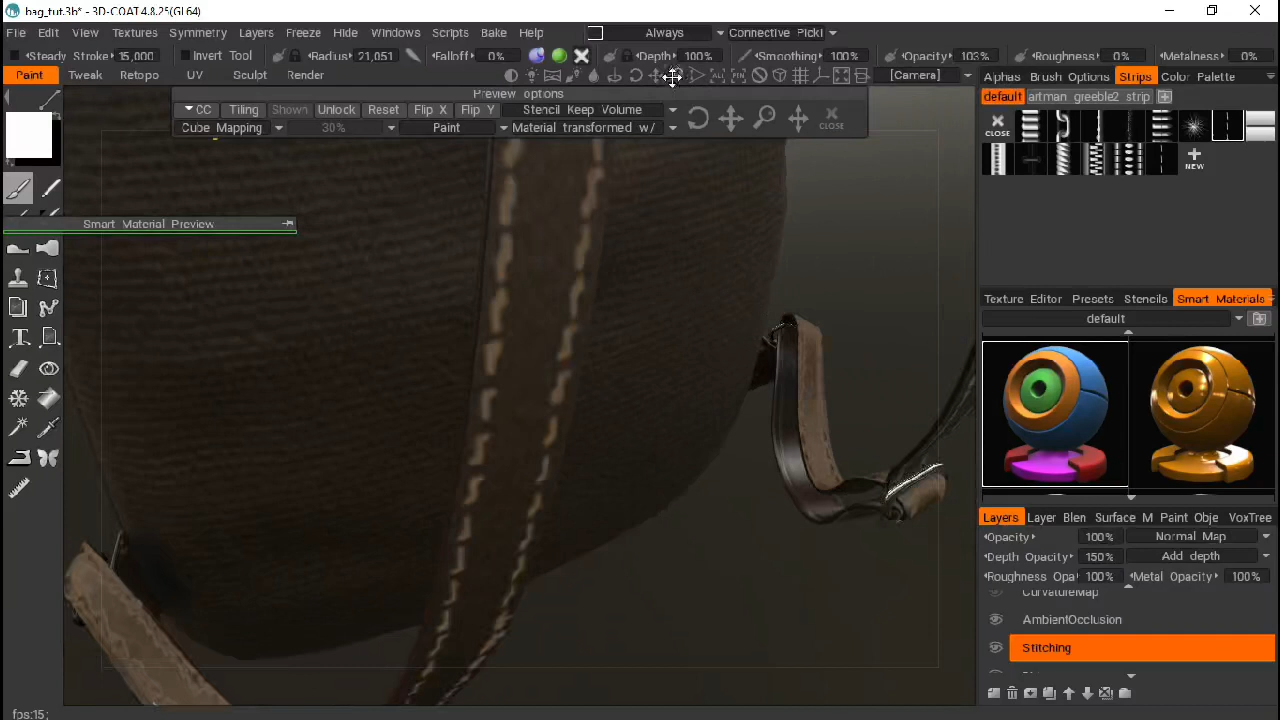 bag_tut.3b* - 3D-COAT 4.8.25(GL64)
File Edit View Textures Symmetry Layers Freeze Hide Windows Scripts Bake Help Always Connective Picki
Steady Stroke 15,000 Invert Tool Radius 21,051 Falloff 0% Depth 100% Smoothing 100% Opacity 103% Roughness 0% Metalness 0%
Paint Tweak Retopo UV Sculpt Render [Camera] Alphas Brush Options Strips Color Palette
Preview options
default artman greeble2 strip
CC Tiling Shown Unlock Reset Flip X Flip Y Stencil Keep Volume
Cube Mapping 30% Paint Material transformed w/ CLOSE
CLOSE
NEW
Smart Material Preview
Texture Editor Presets Stencils Smart Materials
default
Layers Layer Blen Surface M Paint Obje VoxTree
Opacity 100% Normal Map
Depth Opacity 150% Add depth
Roughness Opa 100% Metal Opacity 100%
CurvatureMap
AmbientOcclusion
Stitching
fps:15;